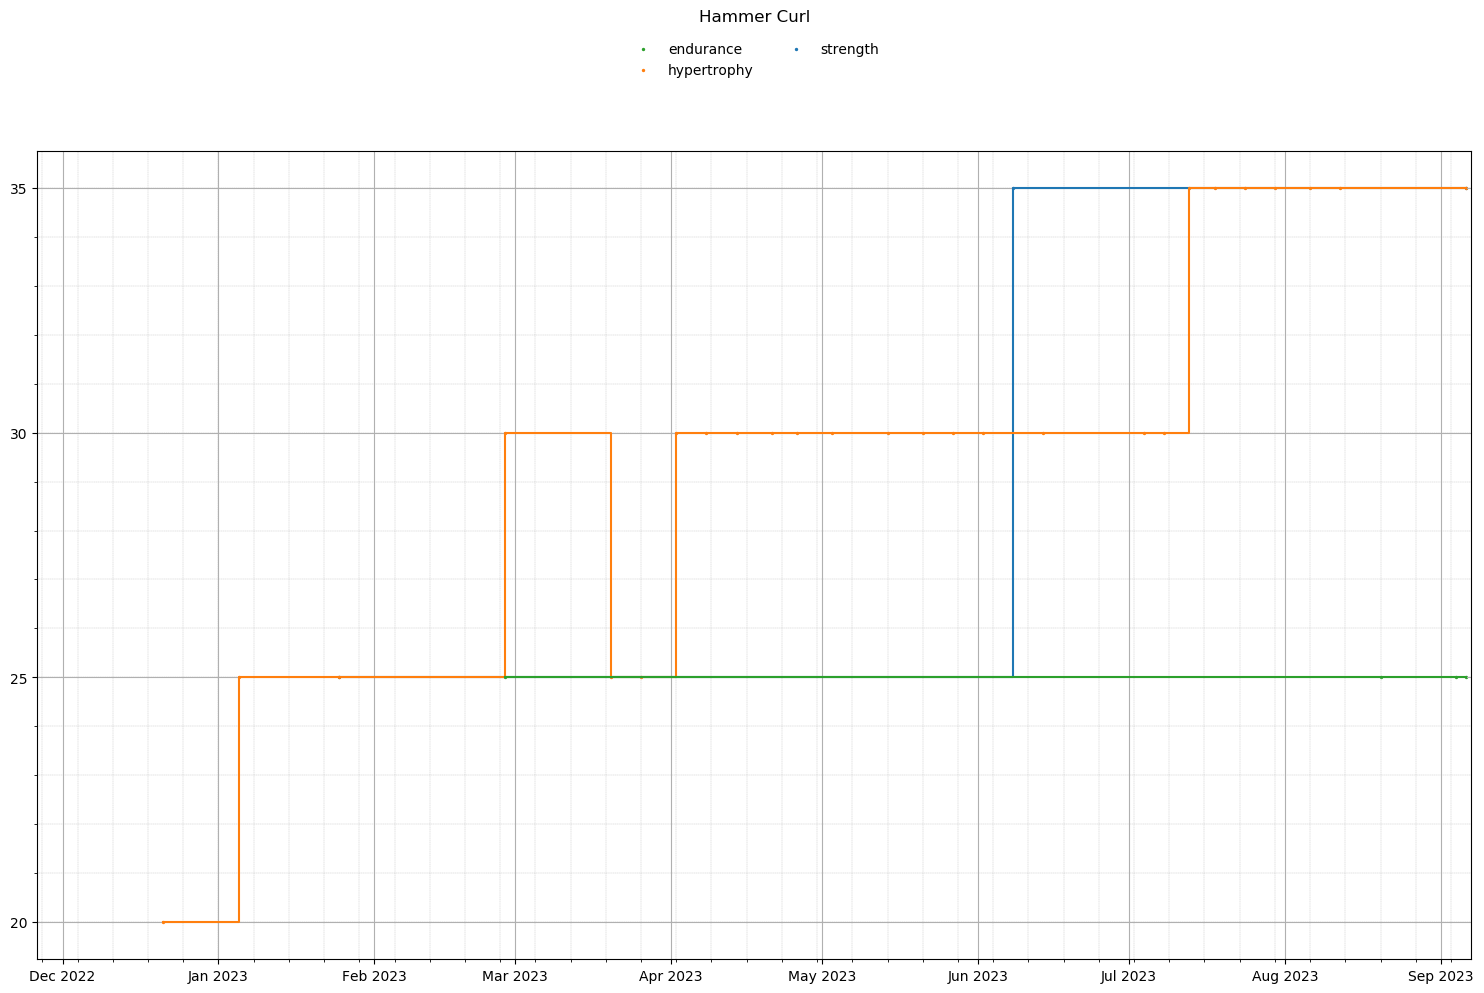 Hammer Curl
endurance
hypertrophy
strength
35
30
25
20
Dec 2022
Jan 2023
Feb 2023
Mar 2023
Apr 2023
May 2023
Jun 2023
Jul 2023
Aug 2023
Sep 2023